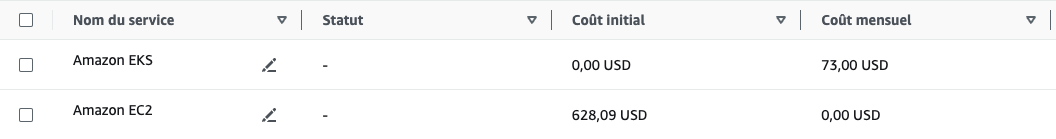 Nom du service Statut Coût initial Coût mensuel
Amazon EKS - 0,00 USD 73,00 USD
Amazon EC2 - 628,09 USD 0,00 USD